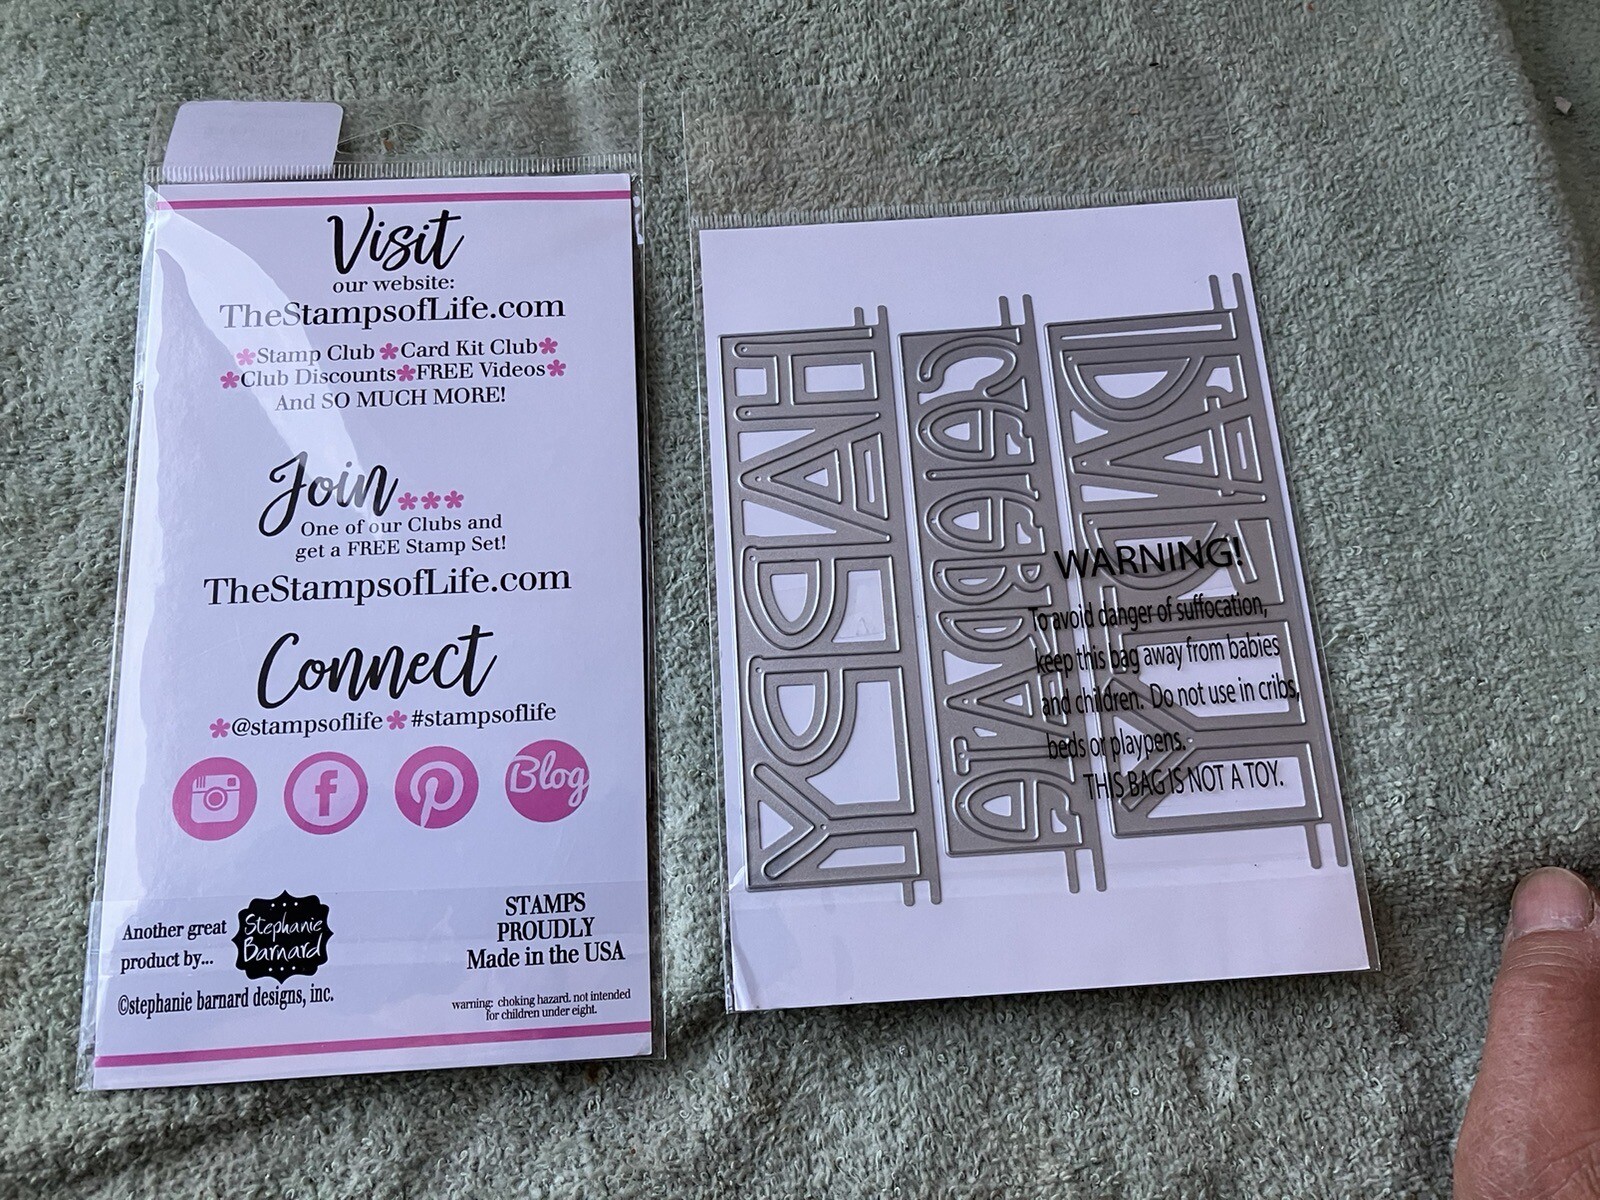 Visit
our website:
TheStampsofLife.com
Stamp Club Card Kit Club
Club Discounts FREE Videos
And SO MUCH MORE!
Join
One of our Clubs and
get a FREE Stamp Set!
TheStampsofLife.com
Connect
@stampsoflife #stampsoflife
Blog
Another great
product by...
Stephanie
Barnard
©stephanie barnard designs, inc.
STAMPS
PROUDLY
Made in the USA
warning: choking hazard. not intended
for children under eight.
HAPPY
celebrate
WARNING!
To avoid danger of suffocation,
keep this bag away from babies
and children. Do not use in cribs,
beds or playpens.
THIS BAG IS NOT A TOY.